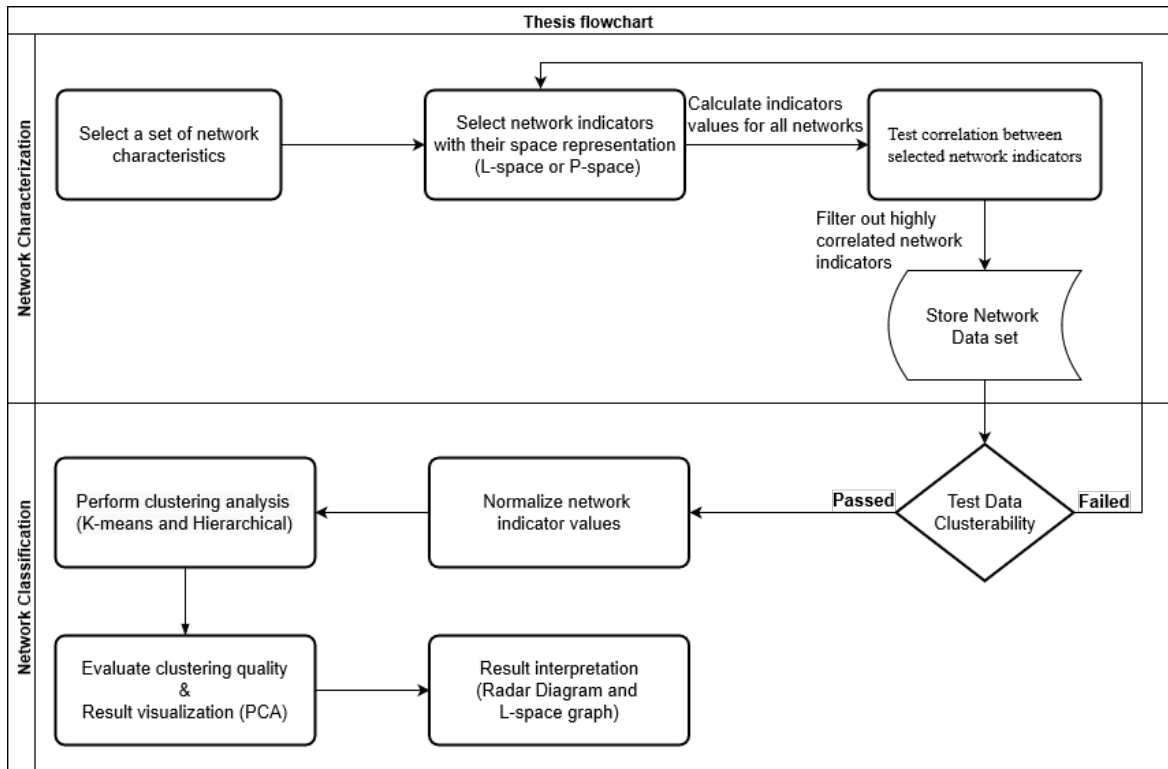 Thesis flowchart
Network Characterization
Select a set of network
characteristics
Select network indicators
with their space representation
(L-space or P-space)
Calculate indicators
values for all networks
Test correlation between
selected network indicators
Filter out highly
correlated network
indicators
Store Network
Data set
Network Classification
Test Data
Clusterability
Failed
Passed
Normalize network
indicator values
Perform clustering analysis
(K-means and Hierarchical)
Evaluate clustering quality
&
Result visualization (PCA)
Result interpretation
(Radar Diagram and
L-space graph)